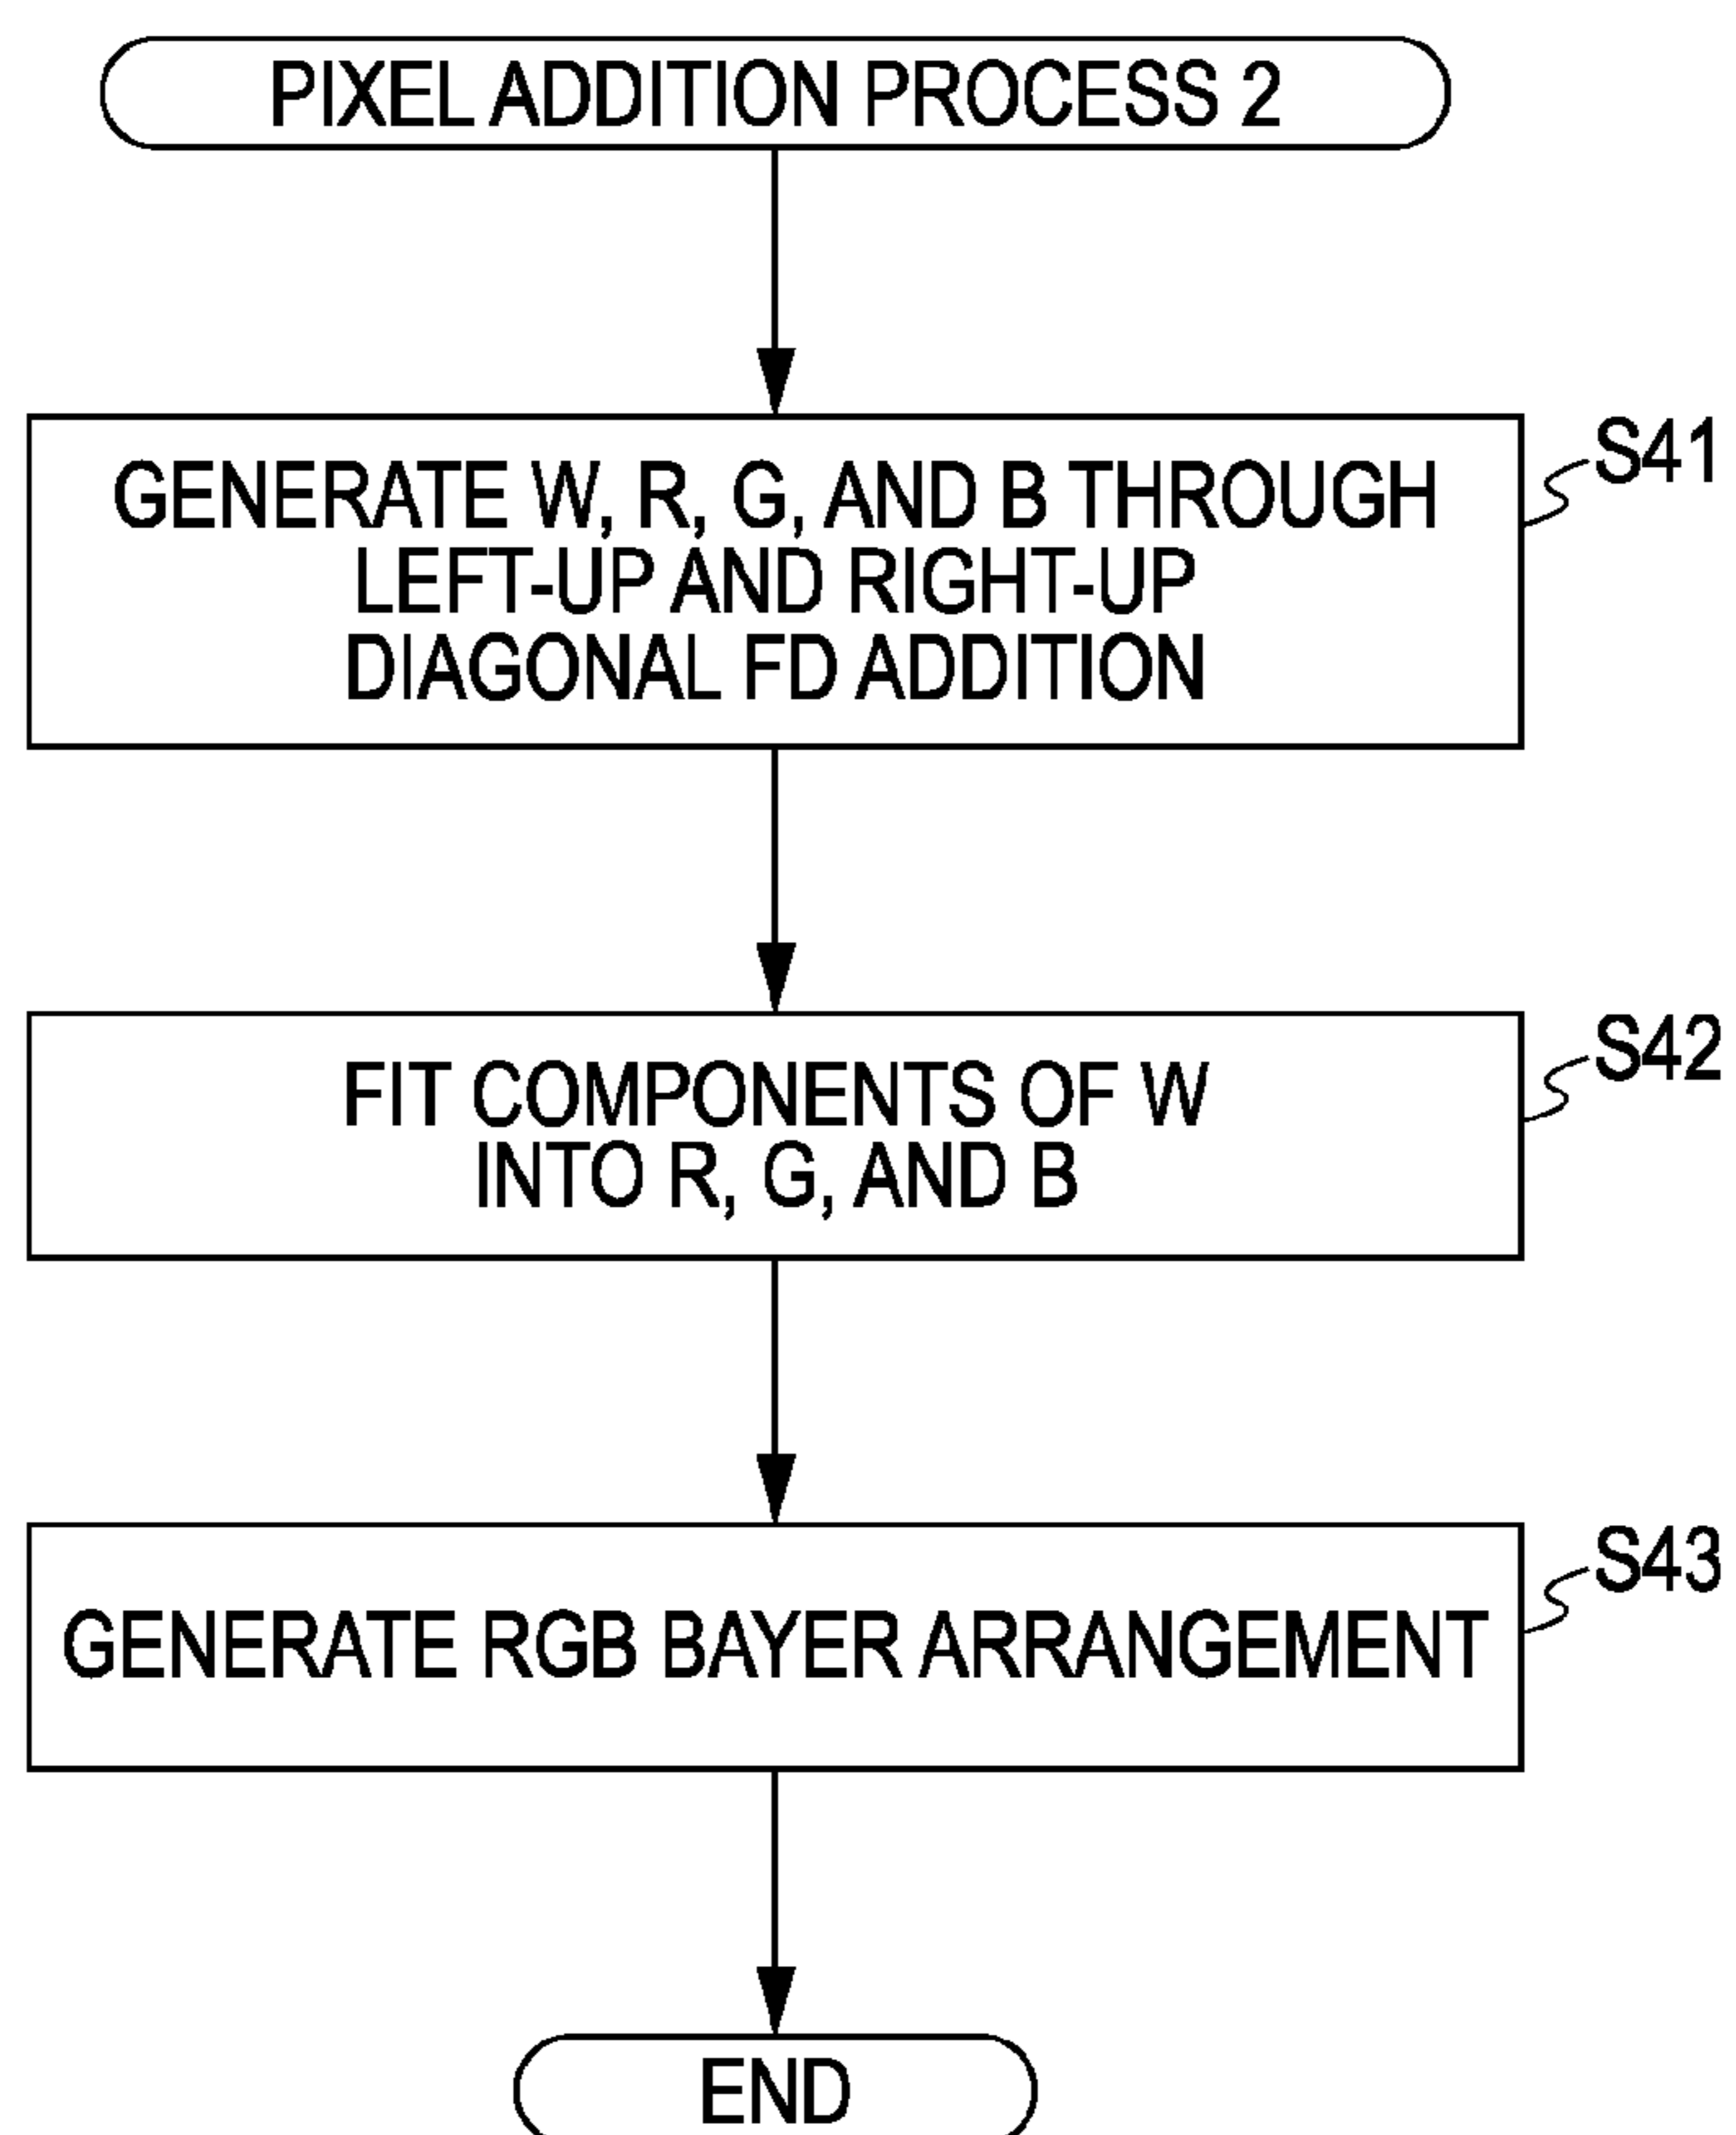 PIXEL ADDITION PROCESS 2
GENERATE W, R, G, AND B THROUGH
LEFT-UP AND RIGHT-UP
DIAGONAL FD ADDITION
S41
FIT COMPONENTS OF W
INTO R, G, AND B
S42
GENERATE RGB BAYER ARRANGEMENT
S43
END